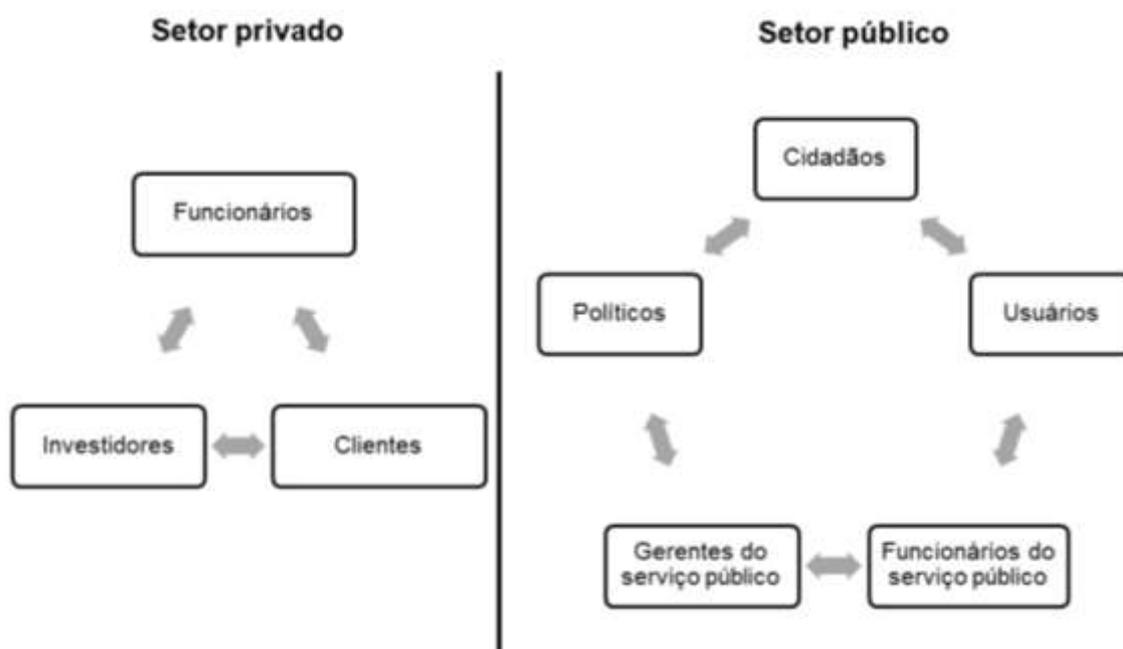 Setor privado
Funcionários
Investidores
Clientes
Setor público
Cidadãos
Políticos
Usuários
Gerentes do
serviço público
Funcionários do
serviço público